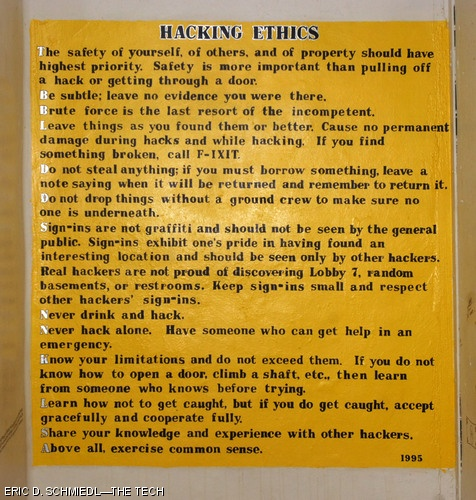 HACKING ETHICS
The safety of yourself, of others, and of property should have
highest priority. Safety is more important than pulling off
a hack or getting through a door.
Be subtle; leave no evidence you were there.
Brute force is the last resort of the incompetent.
Leave things as you found them or better. Cause no permanent
damage during hacks and while hacking. If you find
something broken, call F-IXIT.
Do not steal anything; if you must borrow something, leave a
note saying when it will be returned and remember to return it.
Do not drop things without a ground crew to make sure no
one is underneath.
Sign-ins are not graffiti and should not be seen by the general
public. Sign-ins exhibit one's pride in having found an
interesting location and should be seen only by other hackers.
Real hackers are not proud of discovering Lobby 7, random
basements, or restrooms. Keep sign-ins small and respect
other hackers' sign-ins.
Never drink and hack.
Never hack alone. Have someone who can get help in an
emergency.
Know your limitations and do not exceed them. If you do not
know how to open a door, climb a shaft, etc., then learn
from someone who knows before trying.
Learn how not to get caught, but if you do get caught, accept
gracefully and cooperate fully.
Share your knowledge and experience with other hackers.
Above all, exercise common sense.
1995
ERIC D. SCHMIEDL—THE TECH